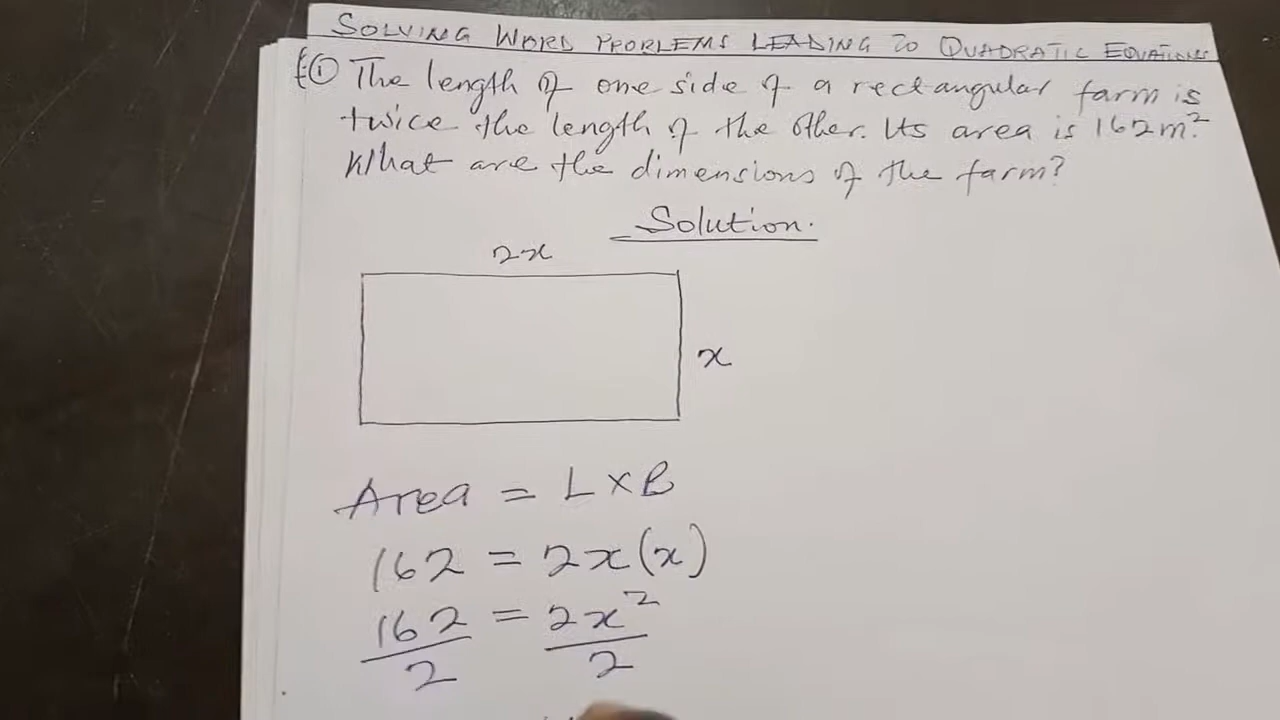 SOLVING WORD PROBLEMS LEADING TO QUADRATIC EQUATIONS
E① The length of one side of a rectangular farm is
twice the length of the other. Its area is 162m².
What are the dimensions of the farm?
Solution.
2x
x
Area = L×B
162 = 2x(x)
162/2 = 2x²/2